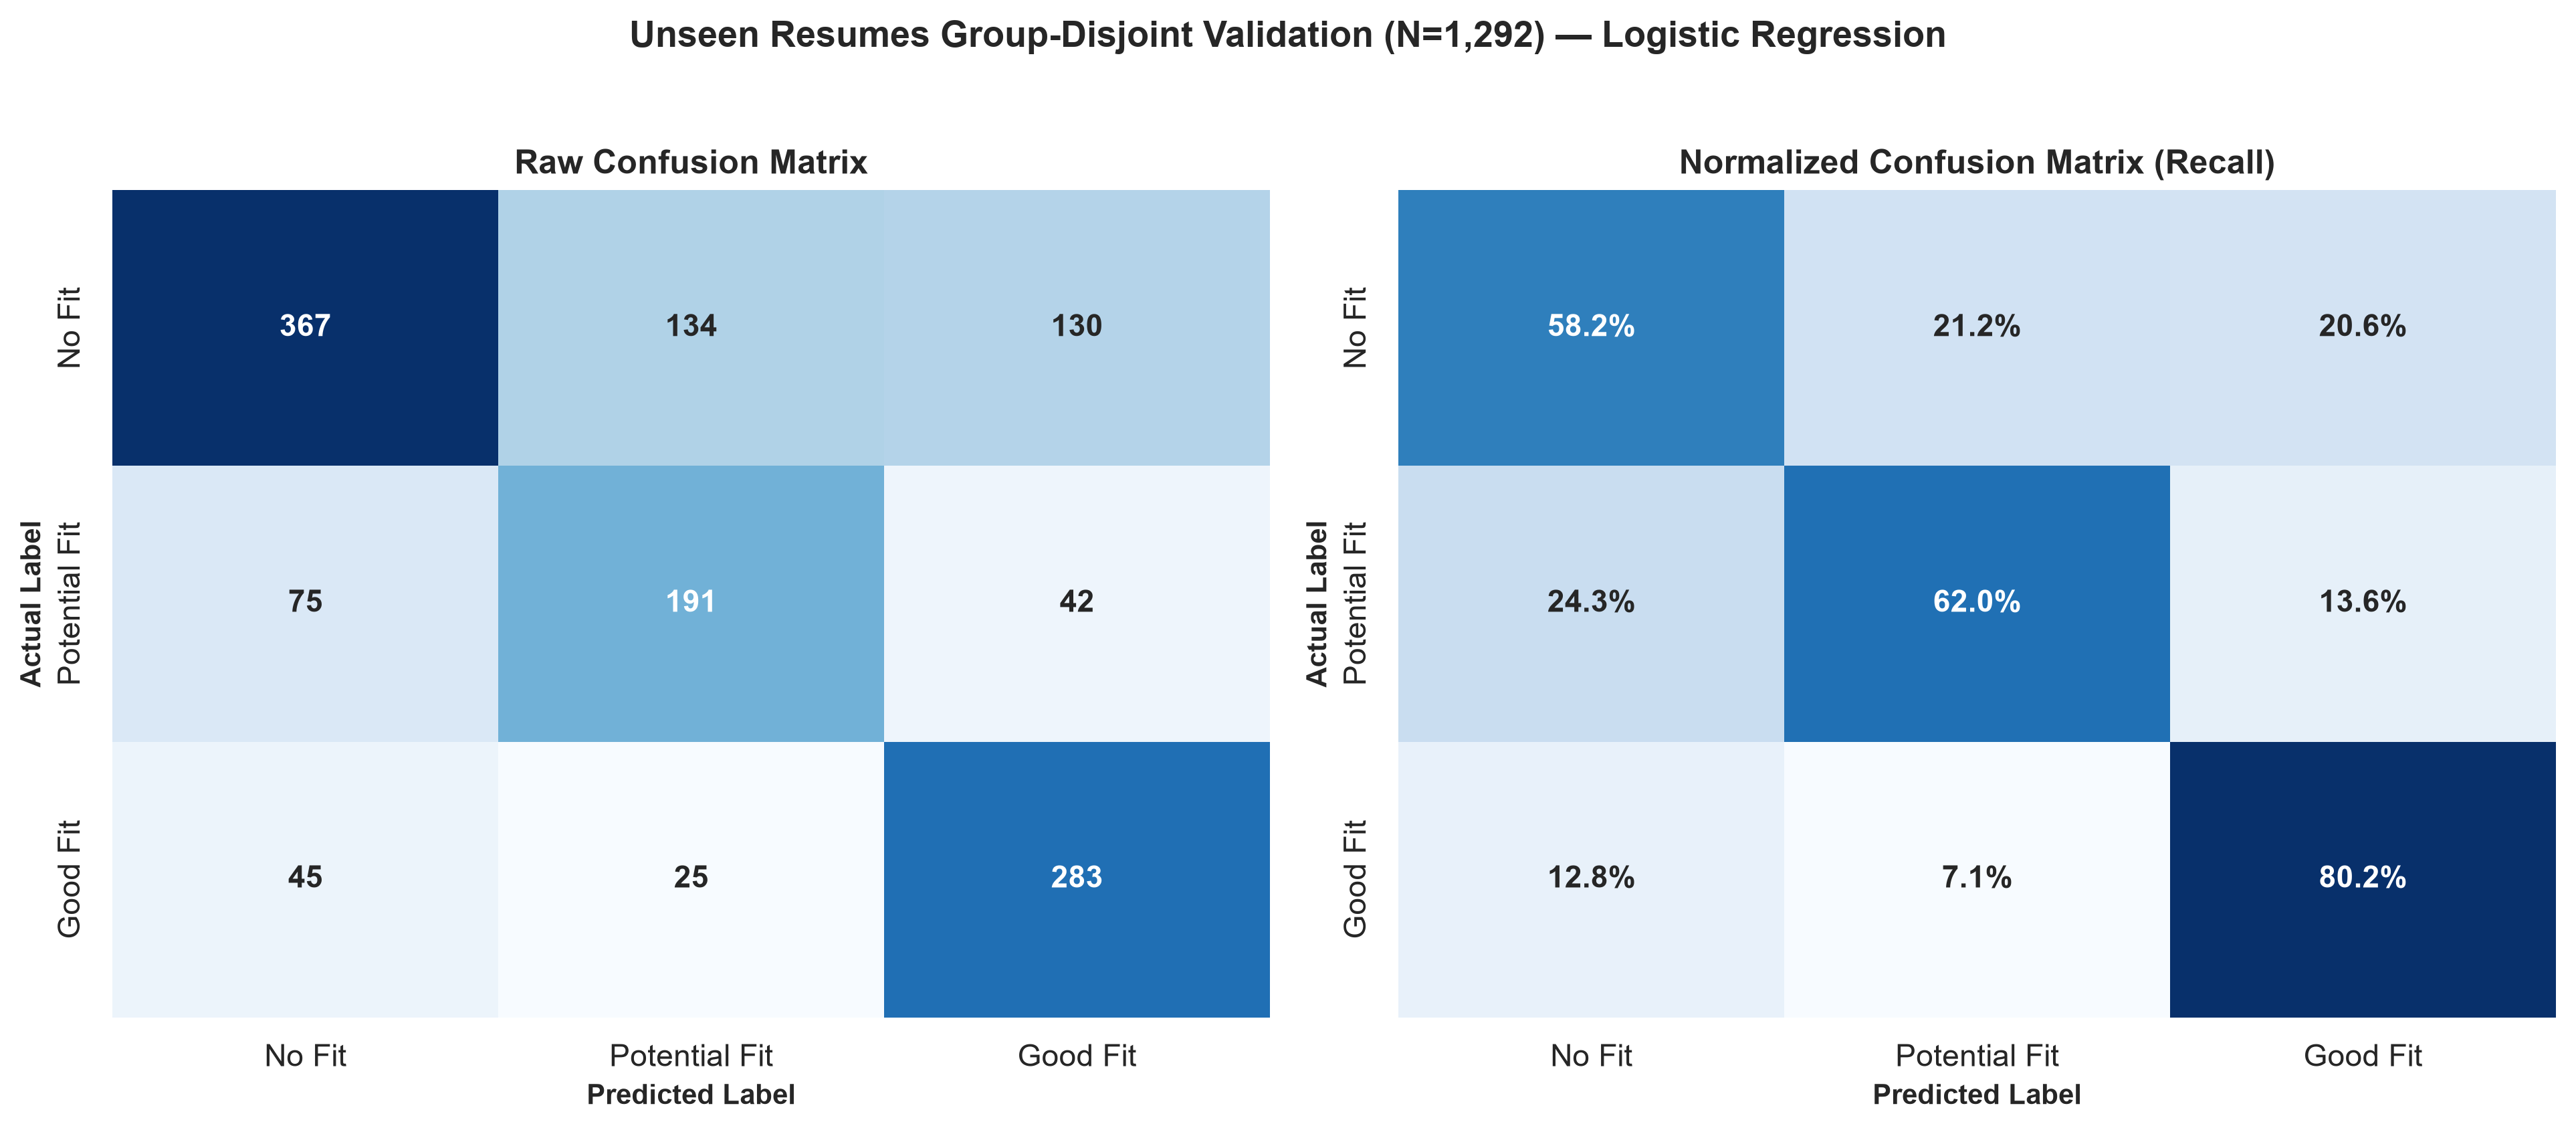 Unseen Resumes Group-Disjoint Validation (N=1,292) — Logistic Regression
Raw Confusion Matrix
Actual Label
No Fit
367
134
130
Potential Fit
75
191
42
Good Fit
45
25
283
No Fit
Potential Fit
Good Fit
Predicted Label
Normalized Confusion Matrix (Recall)
Actual Label
No Fit
58.2%
21.2%
20.6%
Potential Fit
24.3%
62.0%
13.6%
Good Fit
12.8%
7.1%
80.2%
No Fit
Potential Fit
Good Fit
Predicted Label